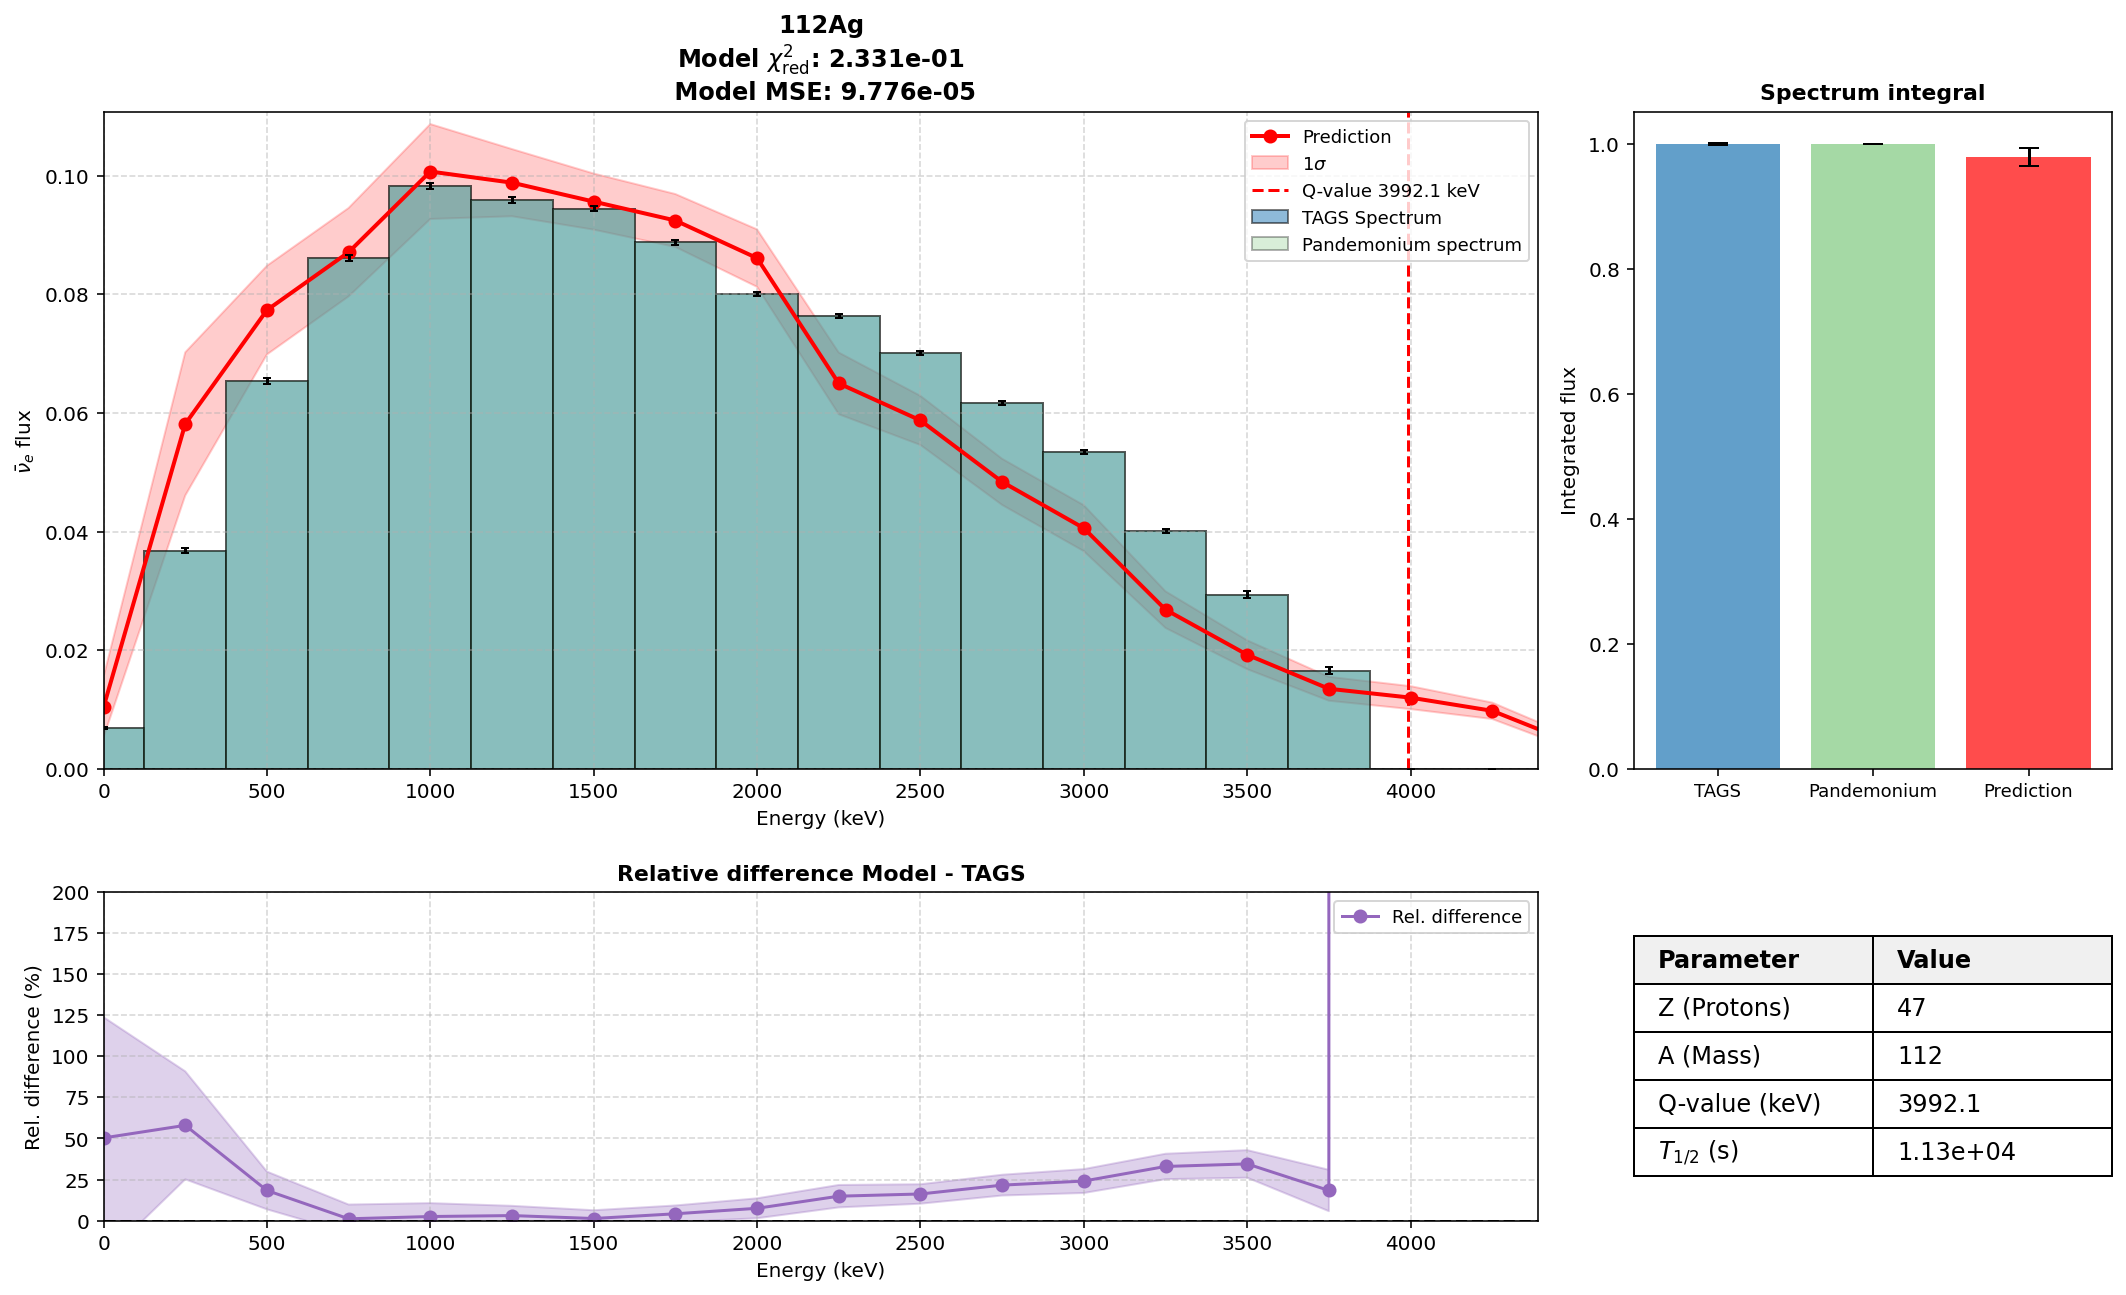 112Ag
Model χ²red: 2.331e-01
Model MSE: 9.776e-05
Prediction
1σ
Q-value 3992.1 keV
TAGS Spectrum
Pandemonium spectrum
ν̄e flux
0.10
0.08
0.06
0.04
0.02
0.00
0 500 1000 1500 2000 2500 3000 3500 4000
Energy (keV)
Spectrum integral
Integrated flux
1.0
0.8
0.6
0.4
0.2
0.0
TAGS Pandemonium Prediction
Relative difference Model - TAGS
Rel. difference
Rel. difference (%)
200
175
150
125
100
75
50
25
0
0 500 1000 1500 2000 2500 3000 3500 4000
Energy (keV)
Parameter Value
Z (Protons) 47
A (Mass) 112
Q-value (keV) 3992.1
T1/2 (s) 1.13e+04